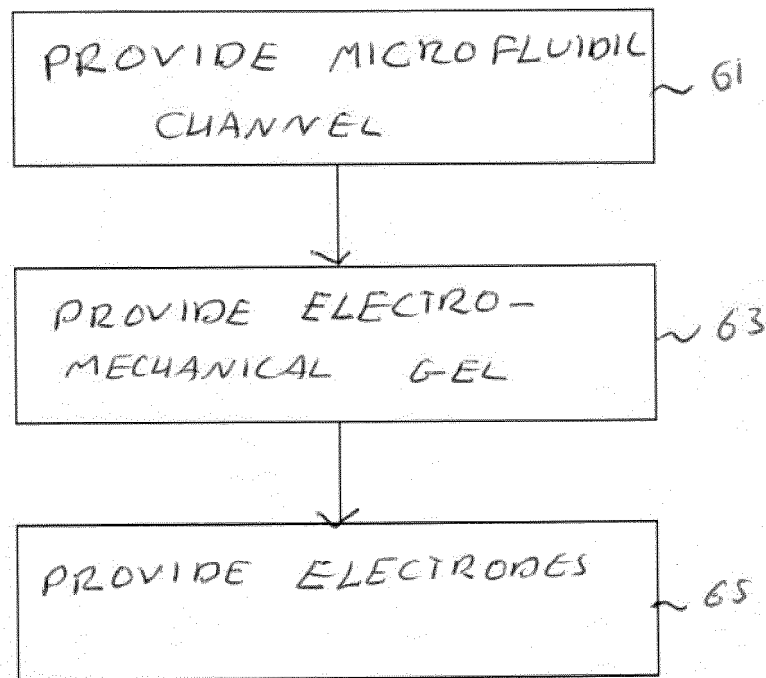 PROVIDE MICROFLUIDIC
CHANNEL
61
PROVIDE ELECTRO-
MECHANICAL GEL
63
PROVIDE ELECTRODES
65